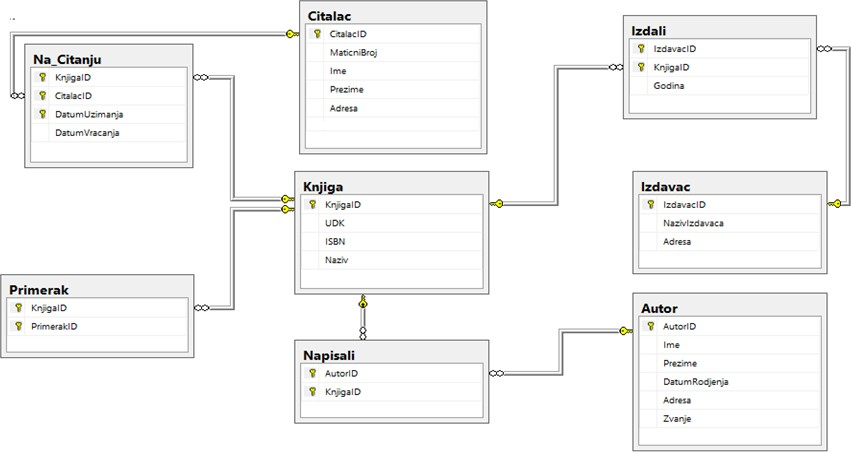 Citalac
CitalacID
MaticniBroj
Ime
Prezime
Adresa
Na_Citanju
KnjigaID
CitalacID
DatumUzimanja
DatumVracanja
Izdali
IzdavacID
KnjigaID
Godina
Knjiga
KnjigaID
UDK
ISBN
Naziv
Izdavac
IzdavacID
NazivIzdavaca
Adresa
Primerak
KnjigaID
PrimerakID
Napisali
AutorID
KnjigaID
Autor
AutorID
Ime
Prezime
DatumRodjenja
Adresa
Zvanje